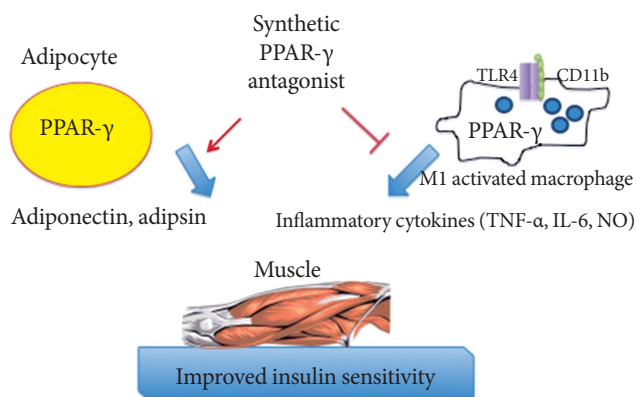 Synthetic
PPAR-γ
antagonist
Adipocyte
PPAR-γ
TLR4
CD11b
PPAR-γ
M1 activated macrophage
Adiponectin, adipsin
Inflammatory cytokines (TNF-α, IL-6, NO)
Muscle
Improved insulin sensitivity